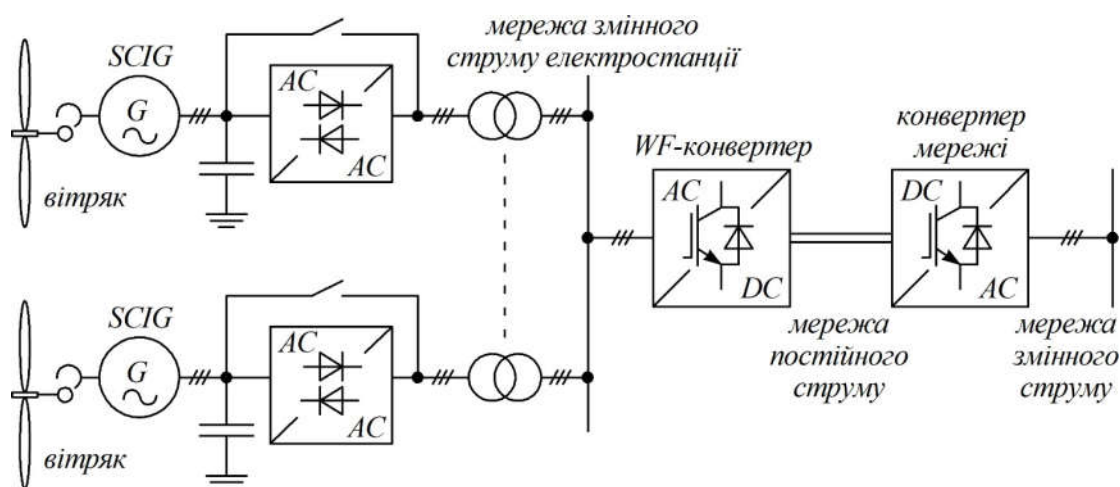 SCIG
G
вітряк
AC
AC
мережа змінного
струму електростанції
SCIG
G
вітряк
AC
AC
WF-конвертер
AC
DC
конвертер
мережі
DC
AC
мережа
постійного
струму
мережа
змінного
струму